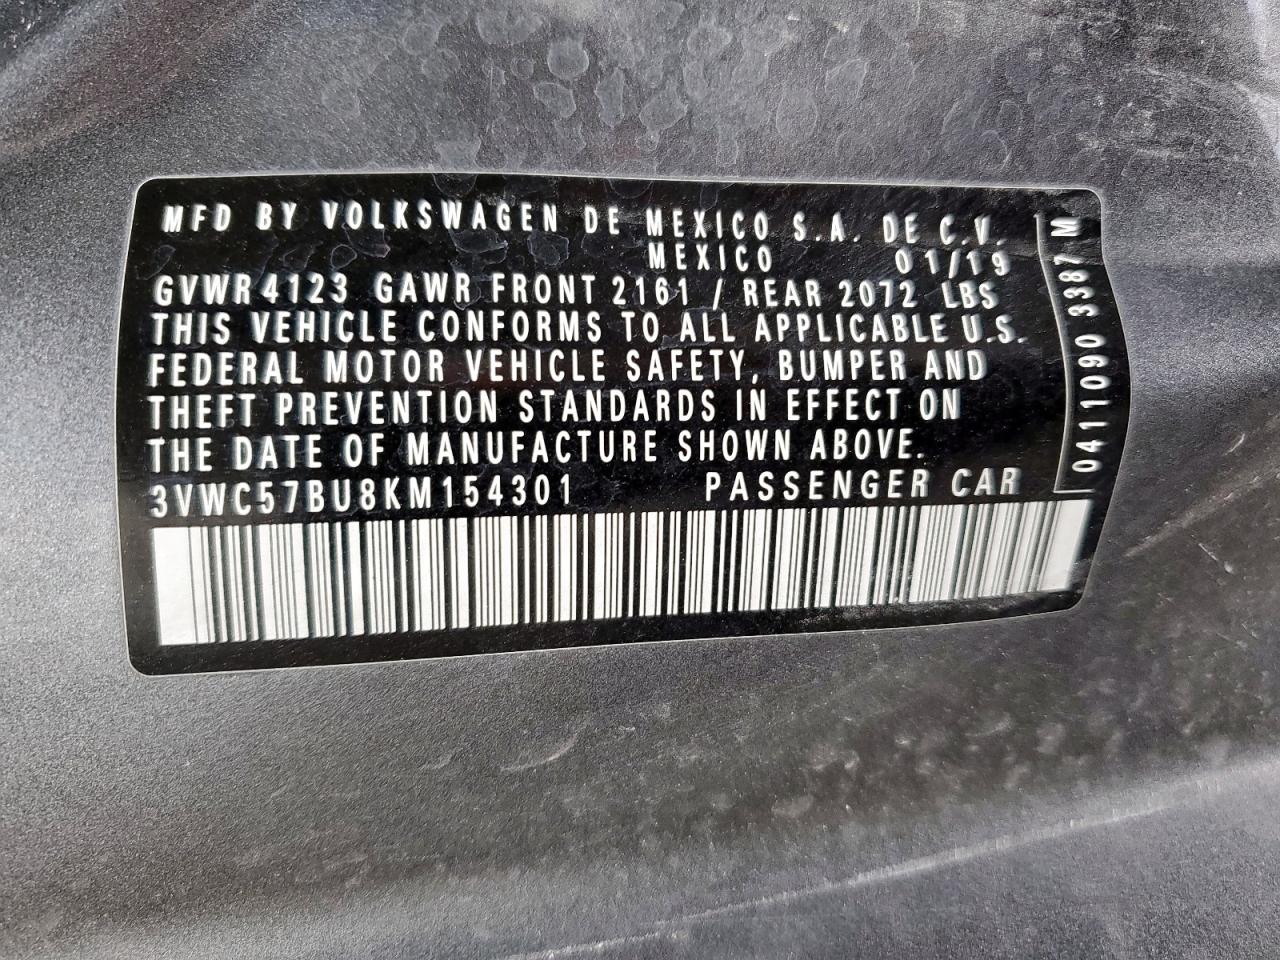 MFD BY VOLKSWAGEN DE MEXICO S.A. DE C.V.
MEXICO 01/19
GVWR 4123 GAWR FRONT 2161 / REAR 2072 LBS
THIS VEHICLE CONFORMS TO ALL APPLICABLE U.S.
FEDERAL MOTOR VEHICLE SAFETY, BUMPER AND
THEFT PREVENTION STANDARDS IN EFFECT ON
THE DATE OF MANUFACTURE SHOWN ABOVE.
3VWC57BU8KM154301 PASSENGER CAR
0411090 3387 M